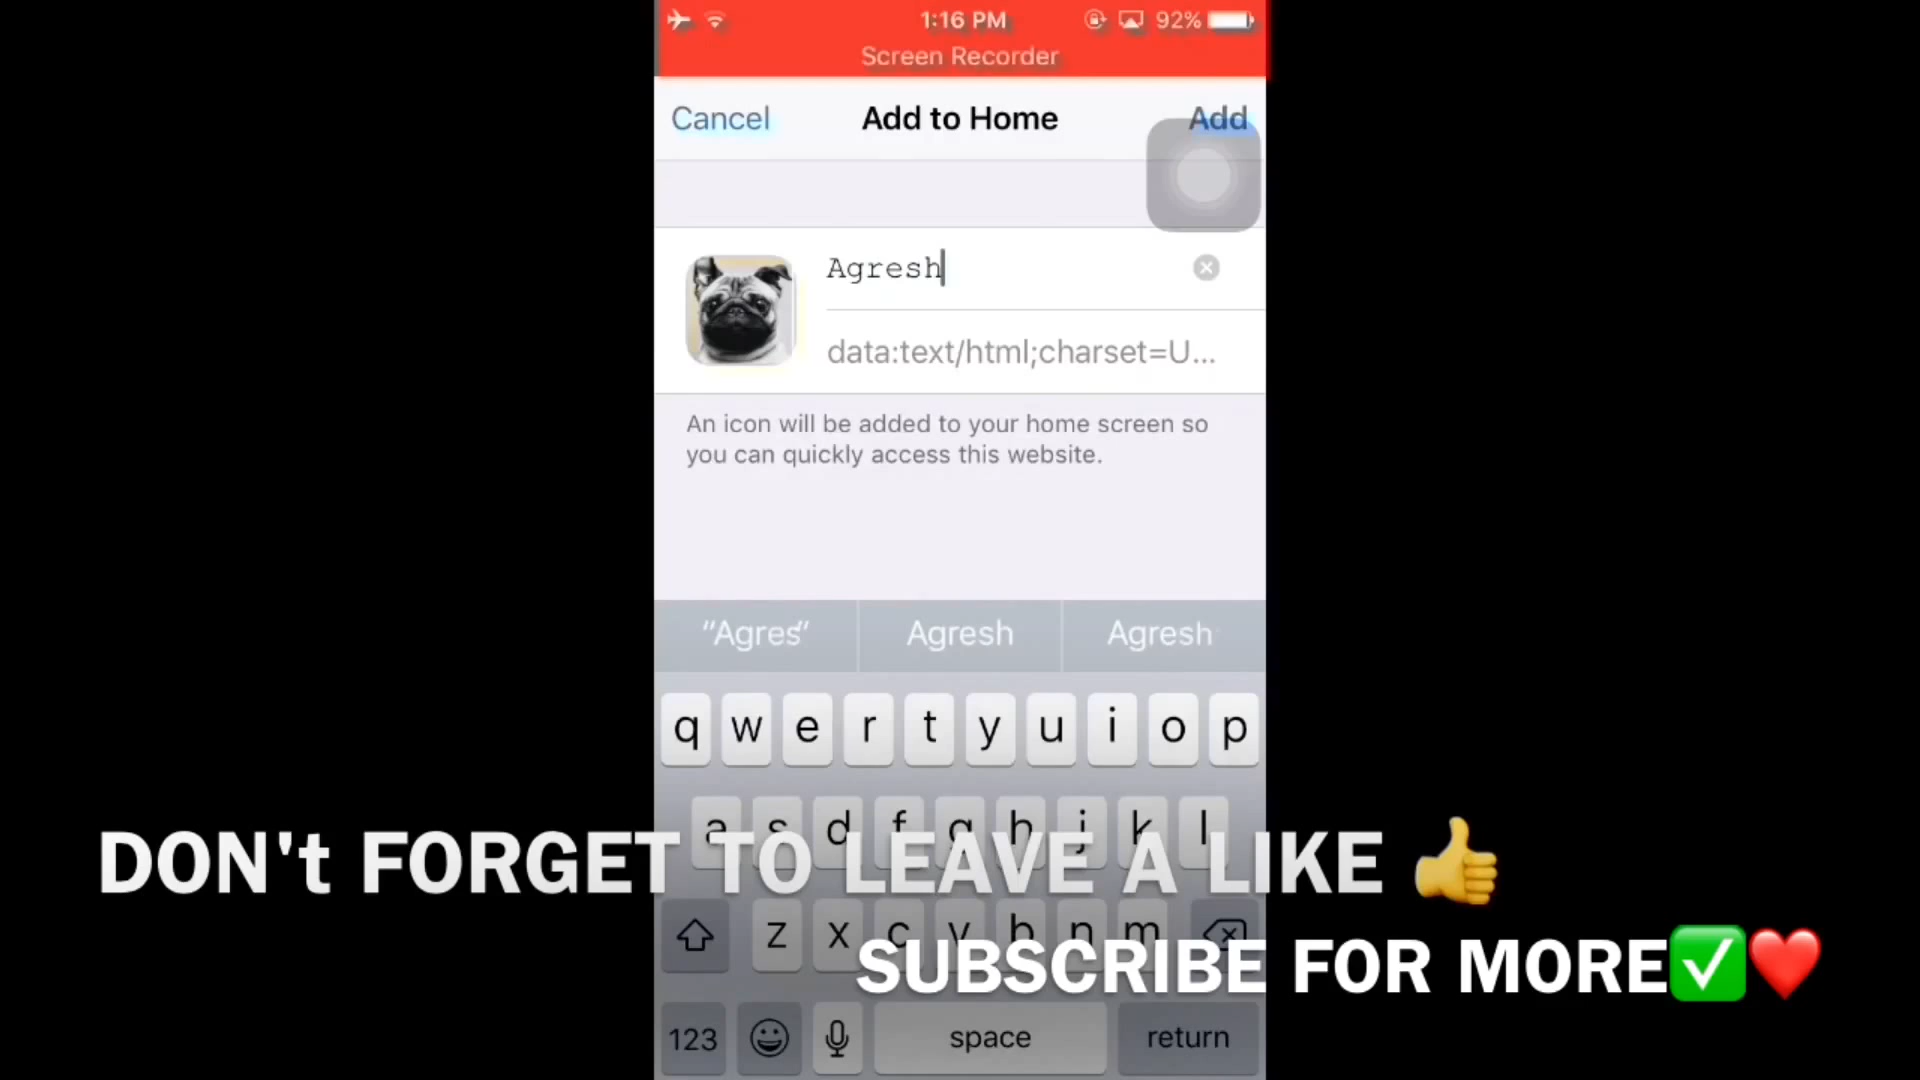 1:16 PM
92%
Screen Recorder
Cancel
Add to Home
Add
Agresh
data:text/html;charset=U...
An icon will be added to your home screen so
you can quickly access this website.
“Agres”
Agresh
Agresh
q w e r t y u i o p
a s d f g h j k l
DON't FORGET TO LEAVE A LIKE 👍
z x c v b n m
SUBSCRIBE FOR MORE✅❤️
123
space
return